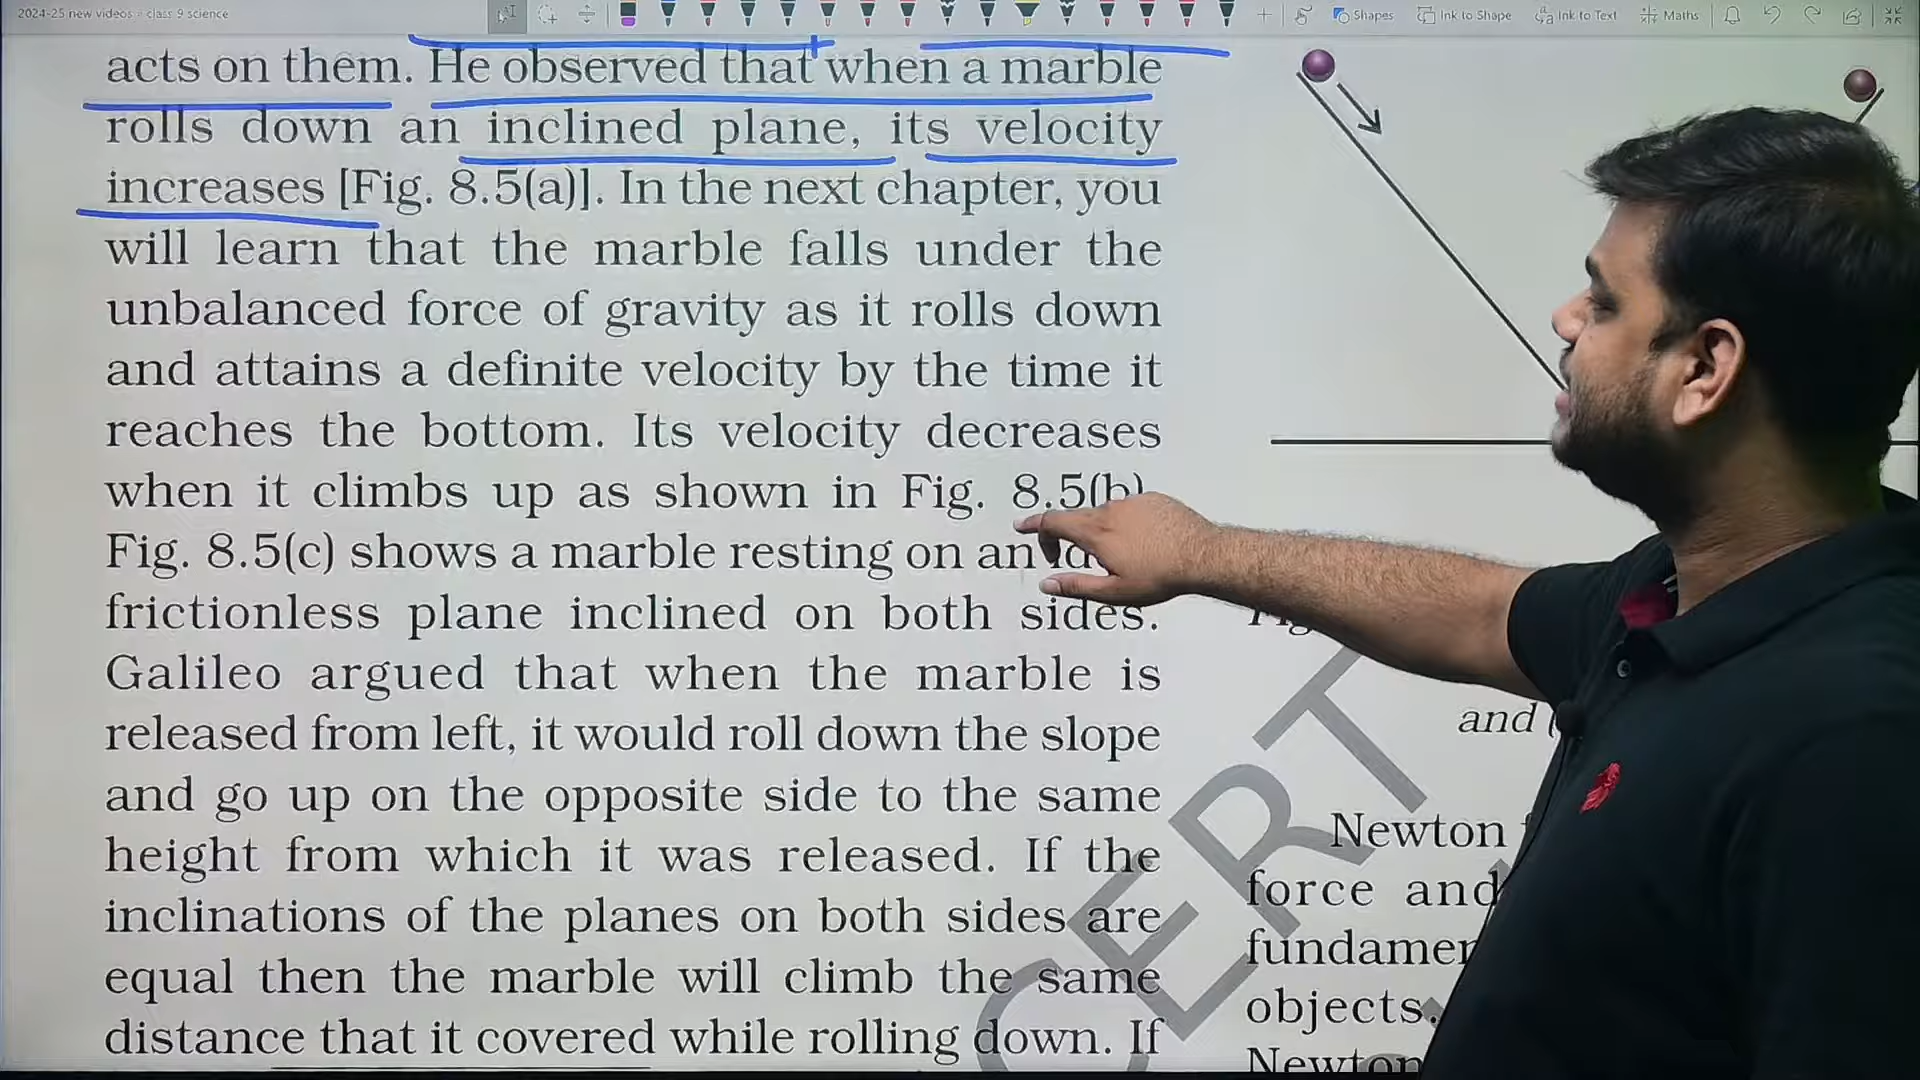 2024-25 new videos - class 9 science
Shapes
Ink to Shape
Ink to Text
Maths
acts on them. He observed that when a marble
rolls down an inclined plane, its velocity
increases [Fig. 8.5(a)]. In the next chapter, you
will learn that the marble falls under the
unbalanced force of gravity as it rolls down
and attains a definite velocity by the time it
reaches the bottom. Its velocity decreases
when it climbs up as shown in Fig. 8.5(b).
Fig. 8.5(c) shows a marble resting on an
frictionless plane inclined on both sides.
Galileo argued that when the marble is
released from left, it would roll down the slope
and go up on the opposite side to the same
height from which it was released. If the
inclinations of the planes on both sides are
equal then the marble will climb the same
distance that it covered while rolling down. If
and
Newton
force and
objects.
Newton
CERT